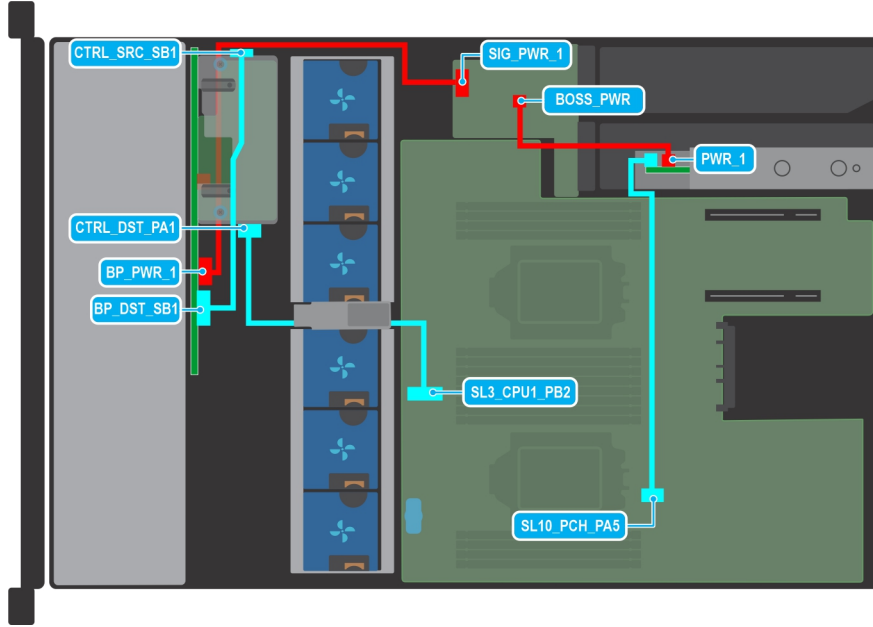 CTRL_SRC_SB1
SIG_PWR_1
BOSS_PWR
PWR_1
CTRL_DST_PA1
BP_PWR_1
BP_DST_SB1
SL3_CPU1_PB2
SL10_PCH_PA5